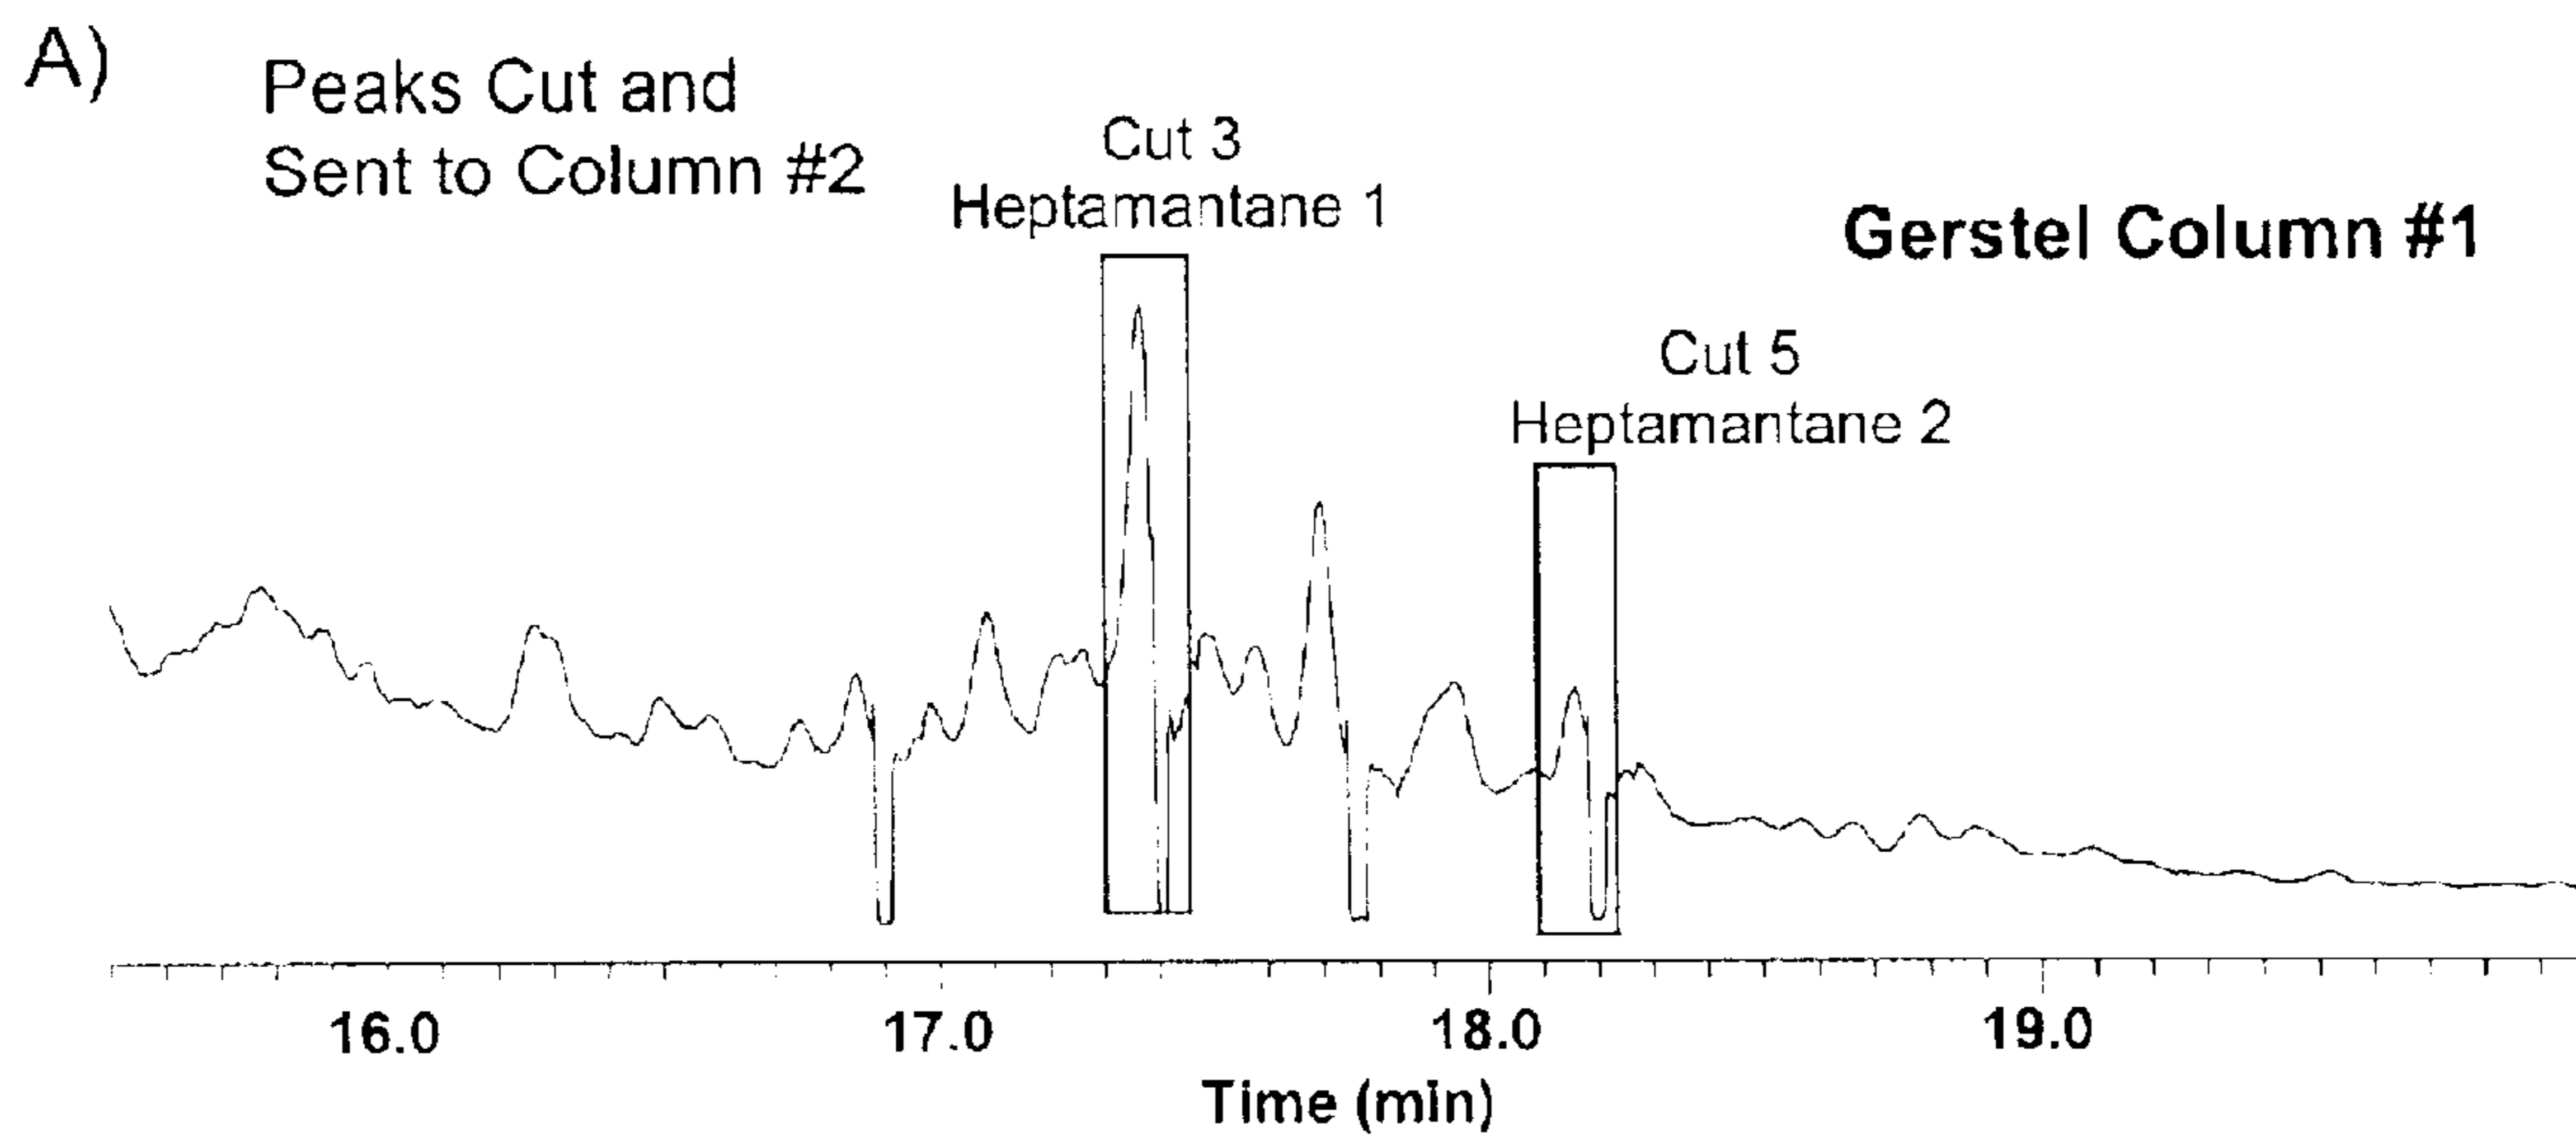 A)
Peaks Cut and
Sent to Column #2
Cut 3
Heptamantane 1
Gerstel Column #1
Cut 5
Heptamantane 2
16.0 17.0 18.0 19.0
Time (min)